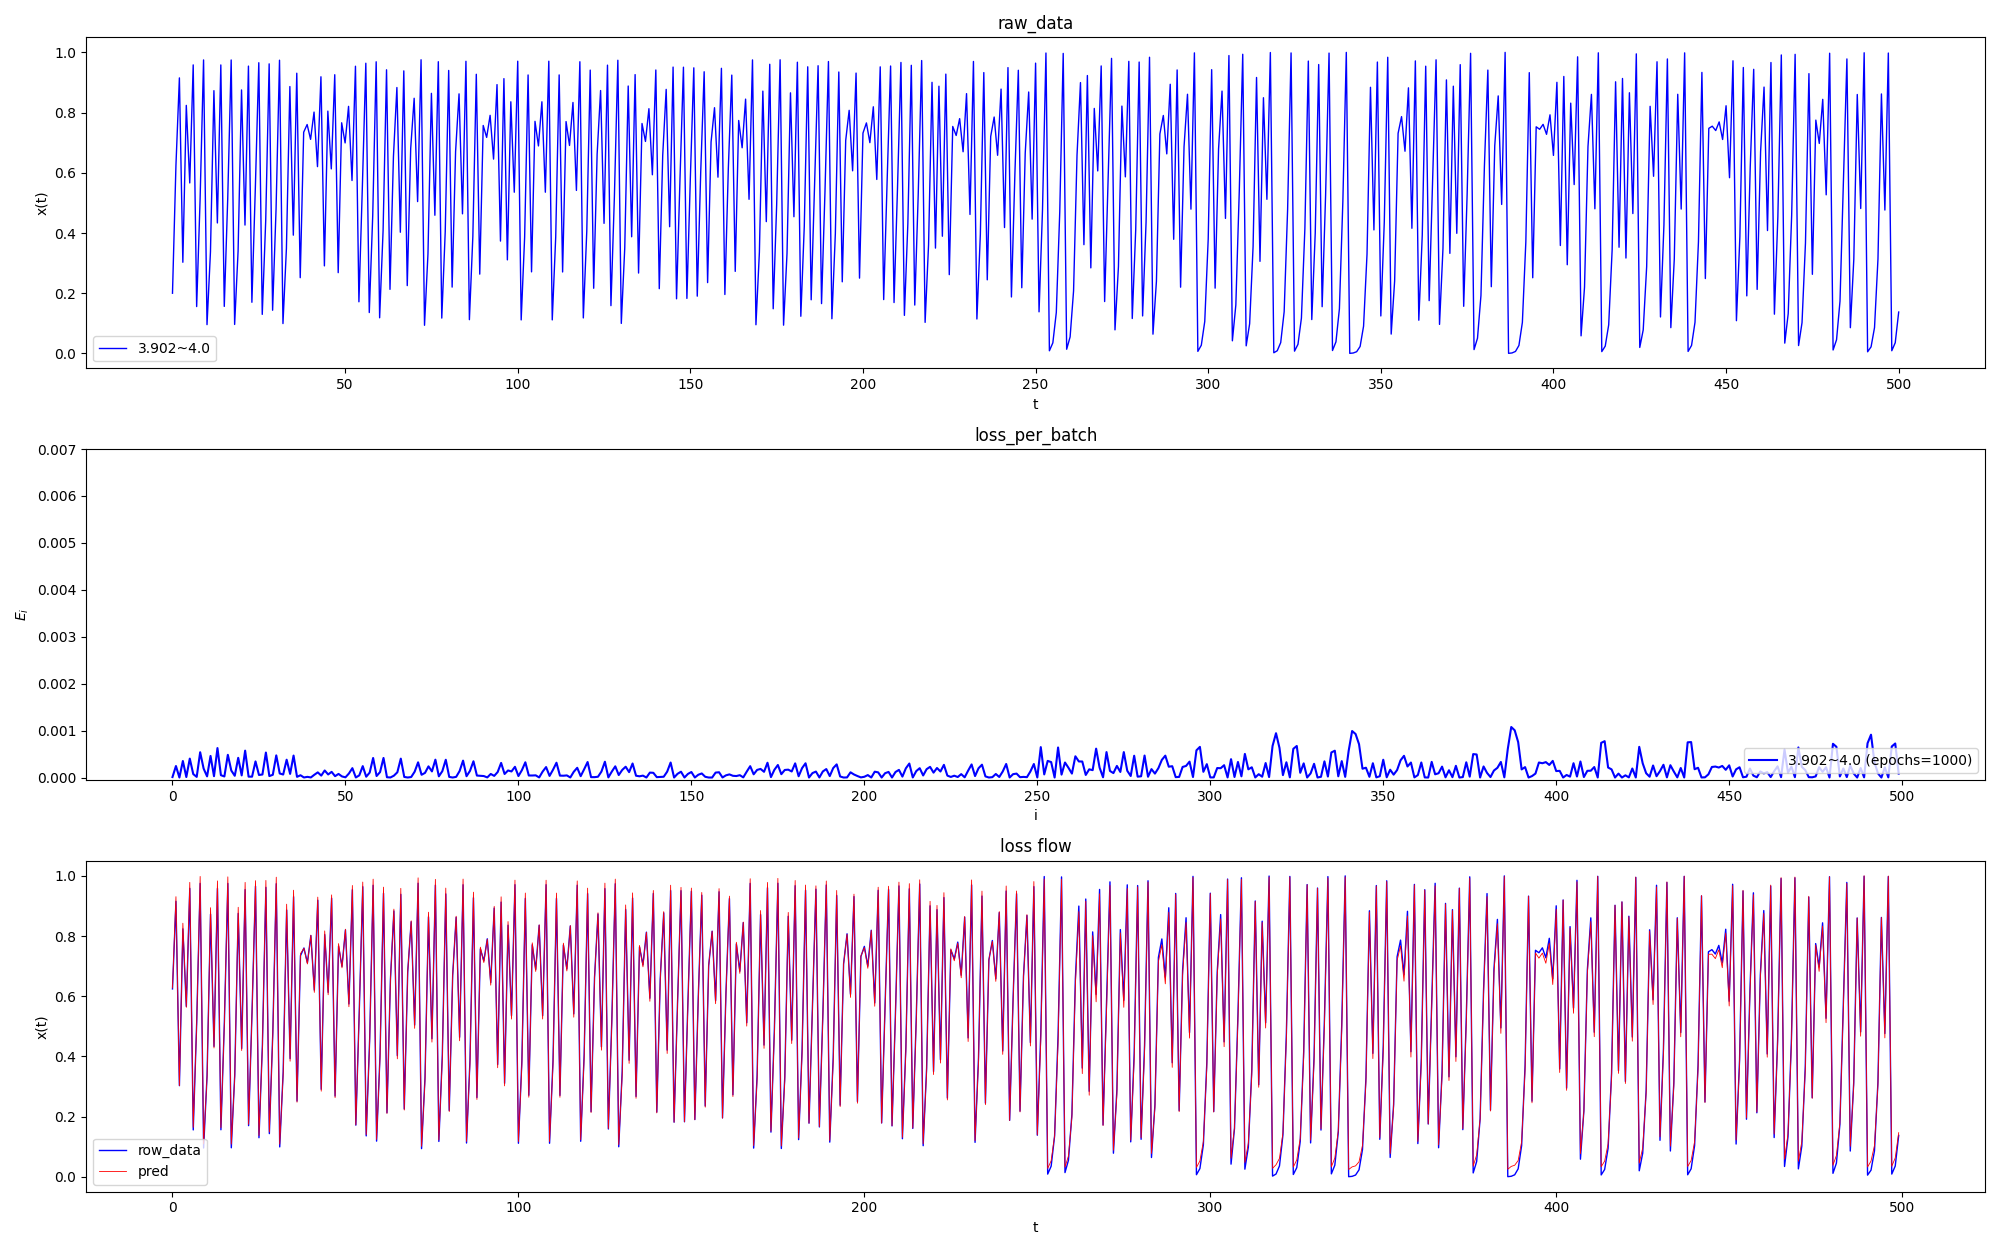 raw_data
1.0
0.8
0.6
0.4
0.2
0.0
x(t)
3.902~4.0
50 100 150 200 250 300 350 400 450 500
t
loss_per_batch
0.007
0.006
0.005
0.004
0.003
0.002
0.001
0.000
E_i
3.902~4.0 (epochs=1000)
0 50 100 150 200 250 300 350 400 450 500
i
loss flow
1.0
0.8
0.6
0.4
0.2
0.0
x(t)
row_data
pred
0 100 200 300 400 500
t